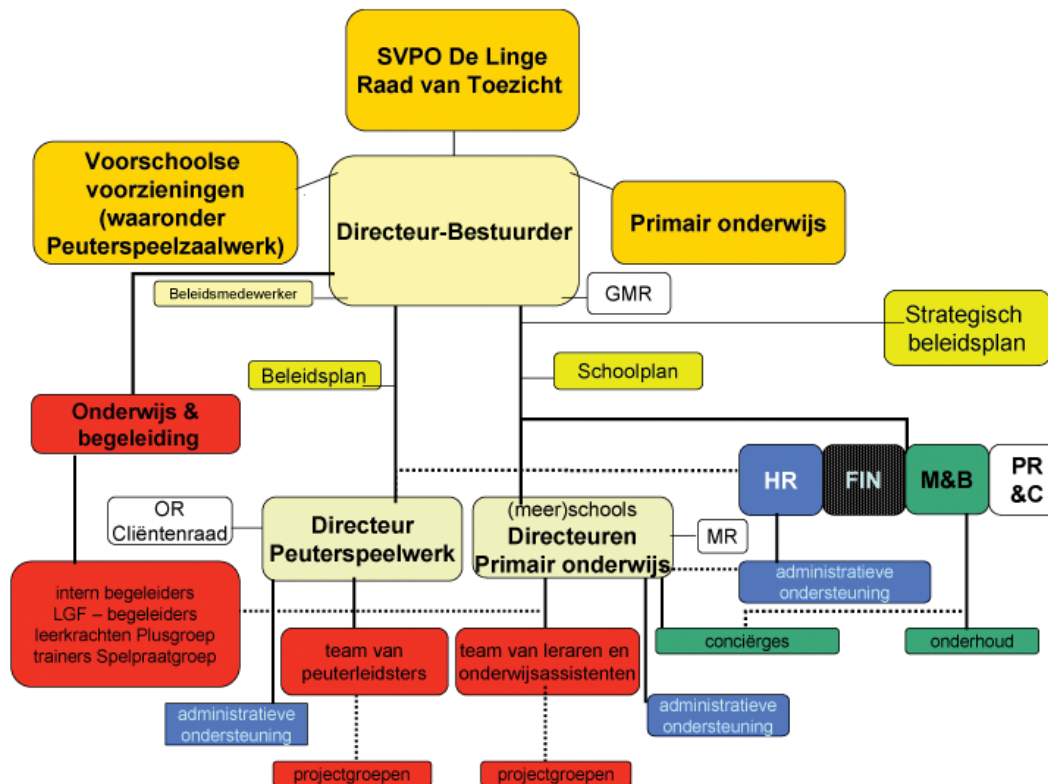 SVPO De Linge
Raad van Toezicht
Voorschoolse
voorzieningen
(waaronder
Peuterspeelzaalwerk)
Directeur-Bestuurder
Primair onderwijs
Beleidsmedewerker
GMR
Strategisch
beleidsplan
Beleidsplan
Schoolplan
Onderwijs &
begeleiding
HR
FIN
M&B
PR
&C
OR
Cliëntenraad
Directeur
Peuterspeelwerk
(meer)schools
Directeuren
Primair onderwijs
MR
administratieve
ondersteuning
intern begeleiders
LGF – begeleiders
leerkrachten Plusgroep
trainers Spelpraatgroep
team van
peuterleidsters
team van leraren en
onderwijsassistenten
conciërges
onderhoud
administratieve
ondersteuning
administratieve
ondersteuning
projectgroepen
projectgroepen